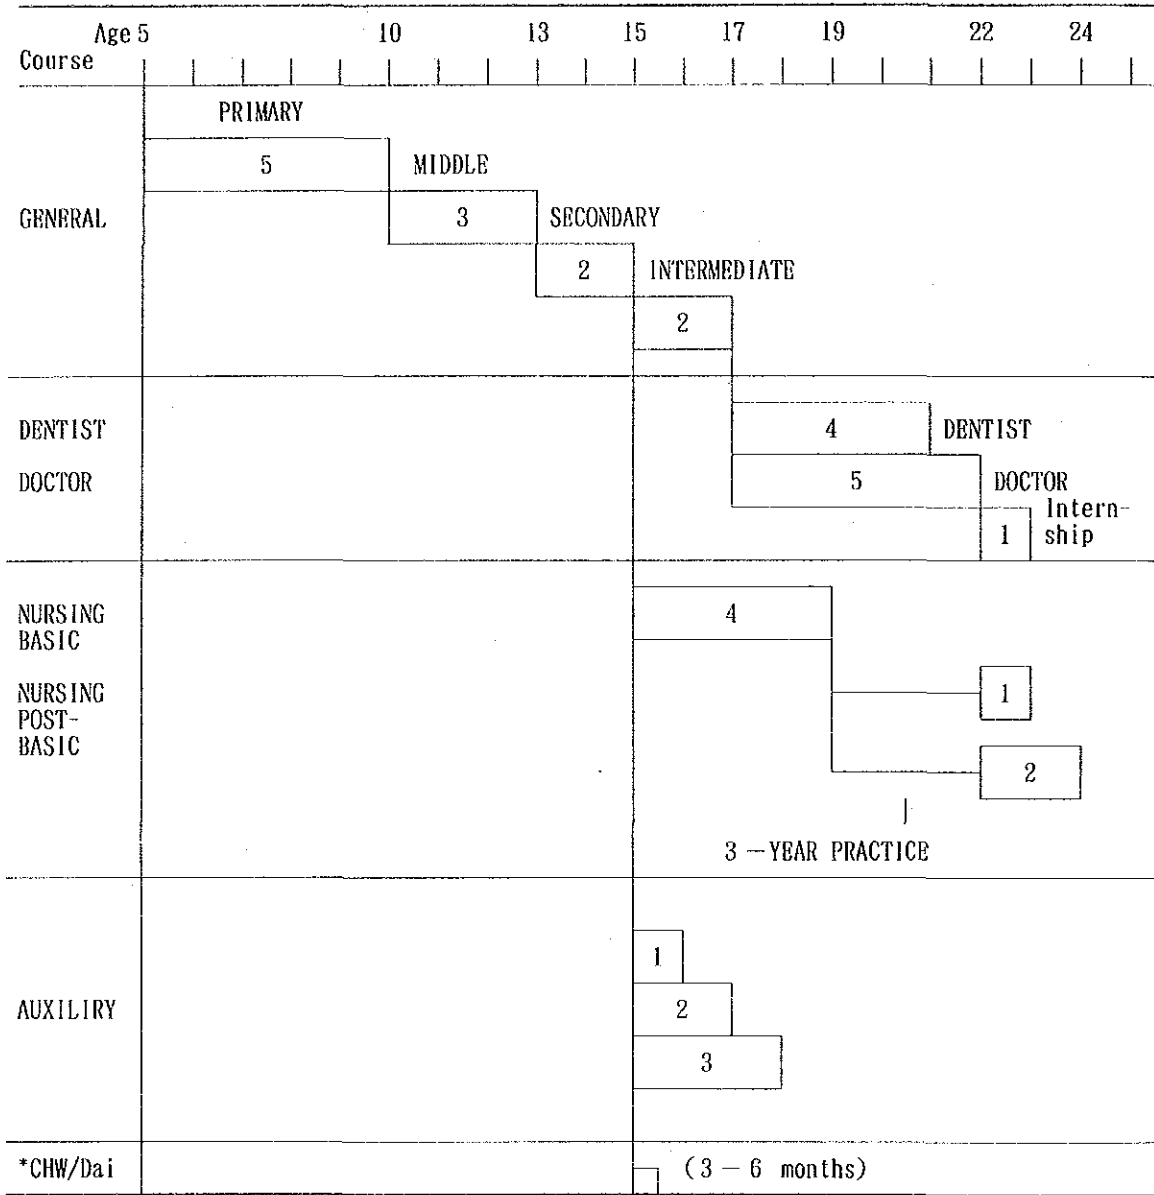 Age 5 10 13 15 17 19 22 24
Course
PRIMARY
5 MIDDLE
GENERAL 3 SECONDARY
2 INTERMEDIATE
2
DENTIST 4 DENTIST
DOCTOR 5 DOCTOR
Intern-
1 ship
NURSING 4
BASIC
NURSING 1
POST-
BASIC
2
3 -YEAR PRACTICE
1
AUXILIRY 2
3
*CHW/Dai (3 - 6 months)